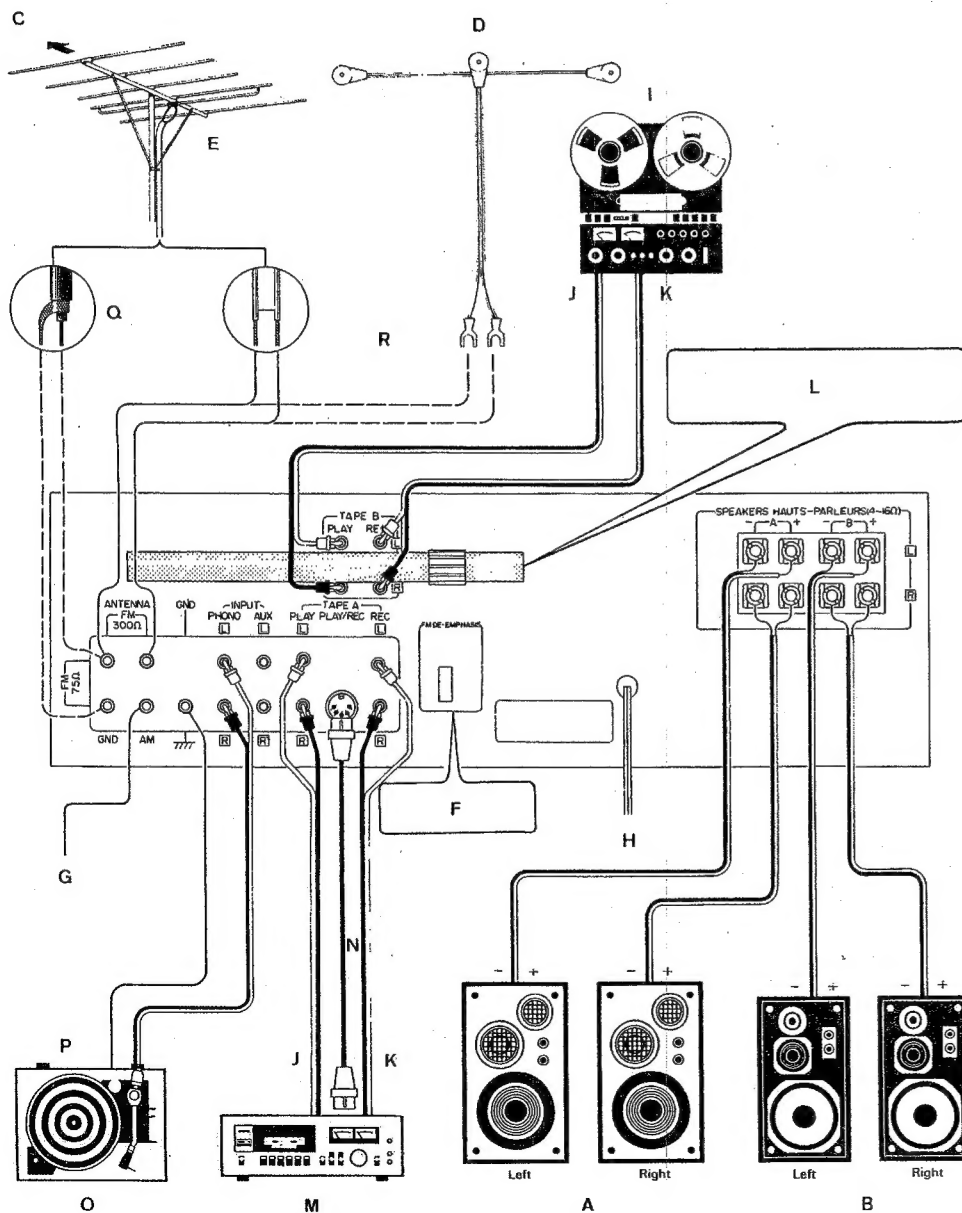 C
D
E
I
J
K
Q
R
L
TAPE B
PLAY REC
L
R
SPEAKERS HAUTS-PARLEURS(4~16Ω)
- A + - B +
L
R
ANTENNA
FM
300Ω
GND
INPUT
PHONO AUX
TAPE A
PLAY PLAY/REC REC
L L L L
FM DE-EMPHASIS
FM
75Ω
GND AM
R R R R
F
G
H
N
P
J
K
- + - + - + - +
Left Right Left Right
O
M
A
B